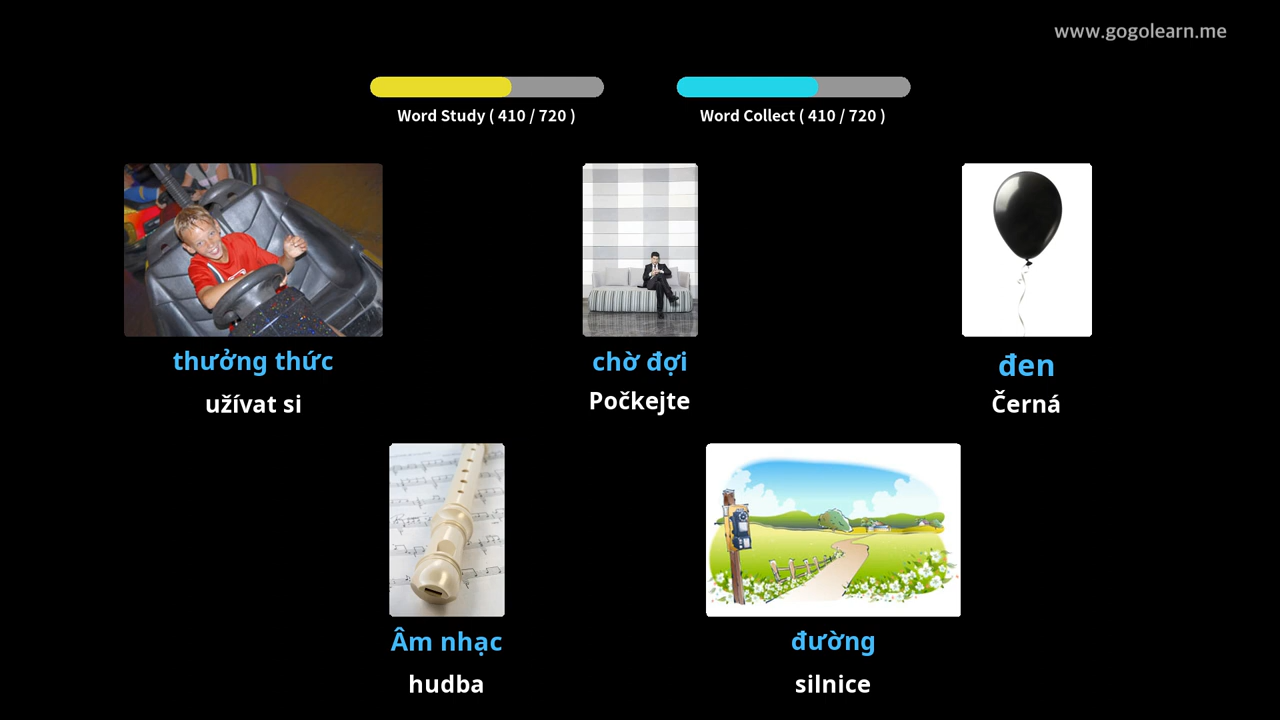 www.gogolearn.me
Word Study ( 410 / 720 )
Word Collect ( 410 / 720 )
thưởng thức
užívat si
chờ đợi
Počkejte
đen
Černá
Âm nhạc
hudba
đường
silnice